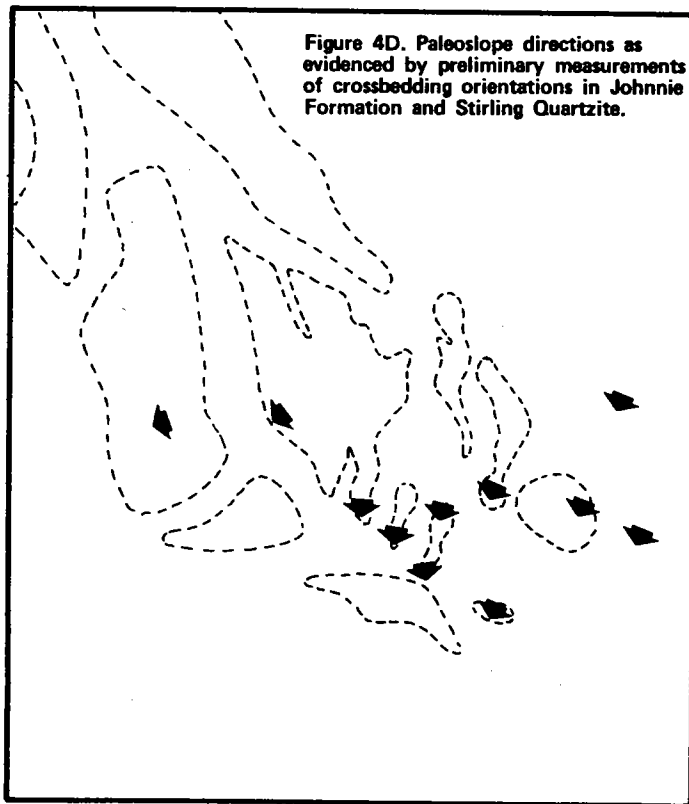 Figure 4D. Paleoslope directions as
evidenced by preliminary measurements
of crossbedding orientations in Johnnie
Formation and Stirling Quartzite.